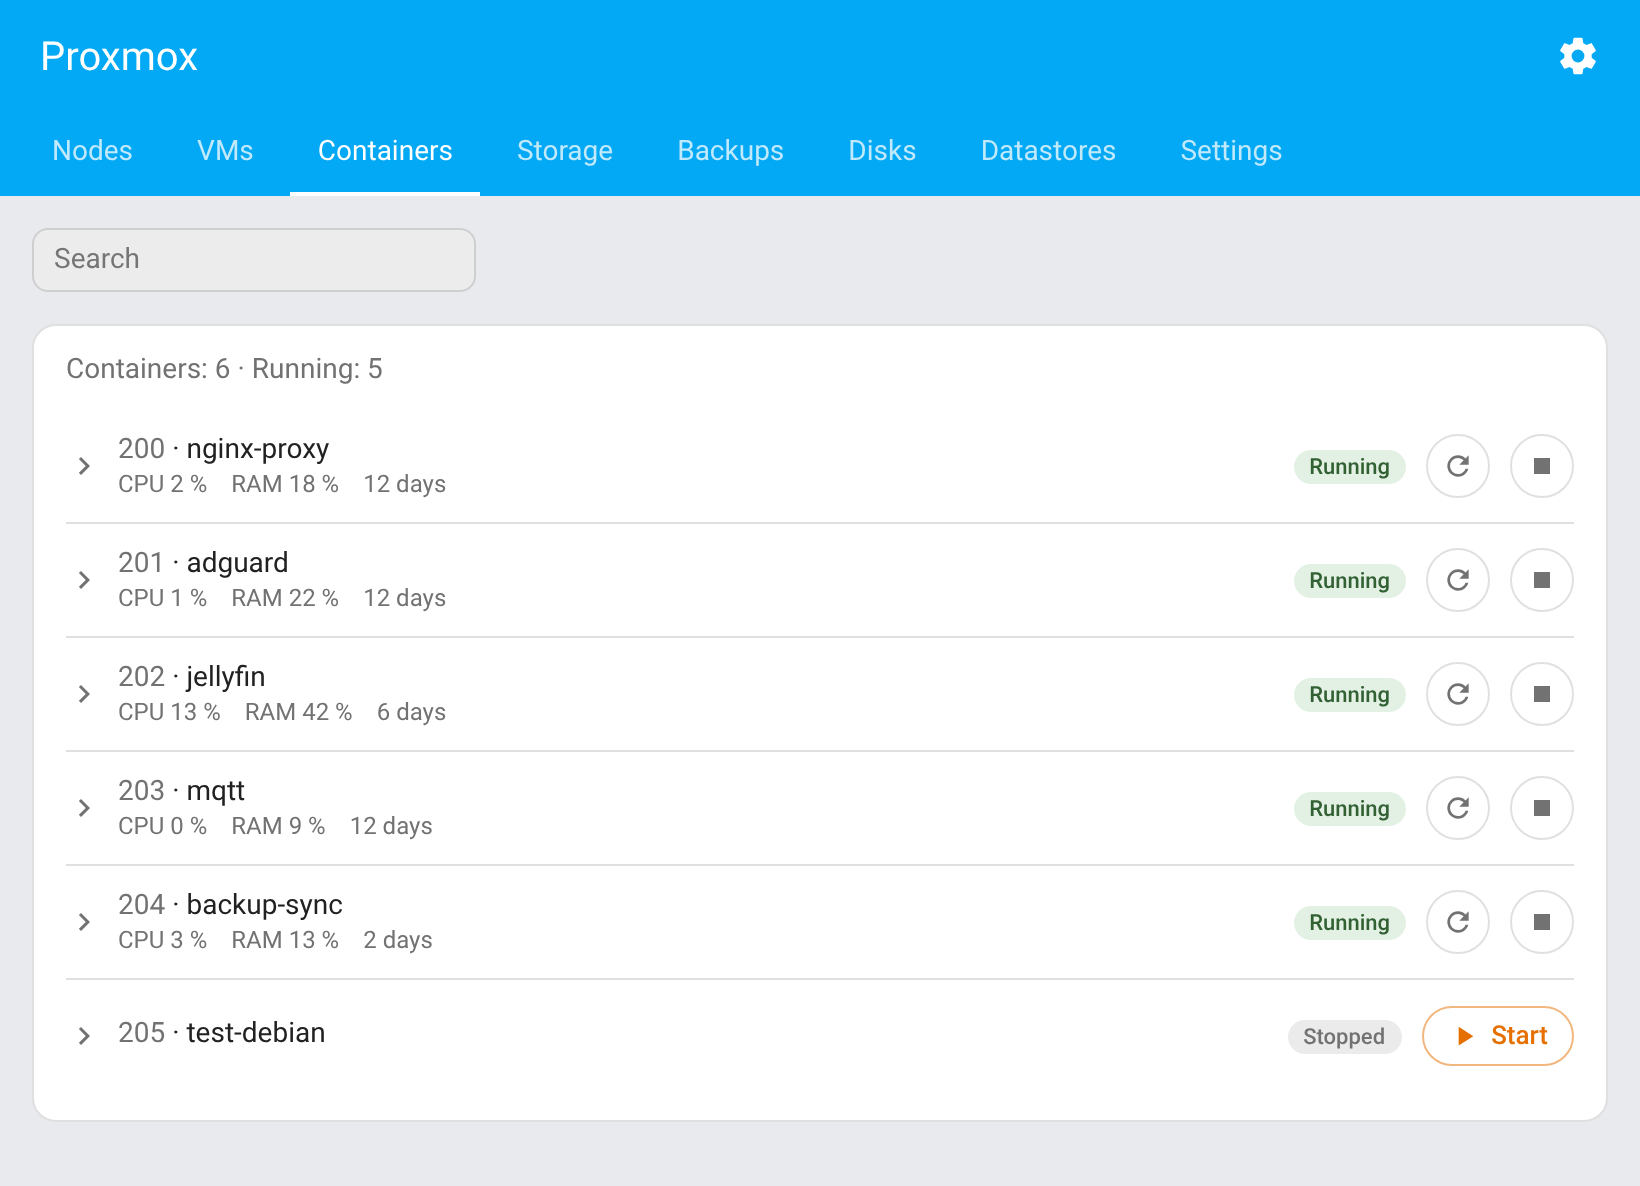 Proxmox
Nodes VMs Containers Storage Backups Disks Datastores Settings
Search
Containers: 6 · Running: 5
200 · nginx-proxy
CPU 2 % RAM 18 % 12 days
Running
201 · adguard
CPU 1 % RAM 22 % 12 days
Running
202 · jellyfin
CPU 13 % RAM 42 % 6 days
Running
203 · mqtt
CPU 0 % RAM 9 % 12 days
Running
204 · backup-sync
CPU 3 % RAM 13 % 2 days
Running
205 · test-debian
Stopped Start